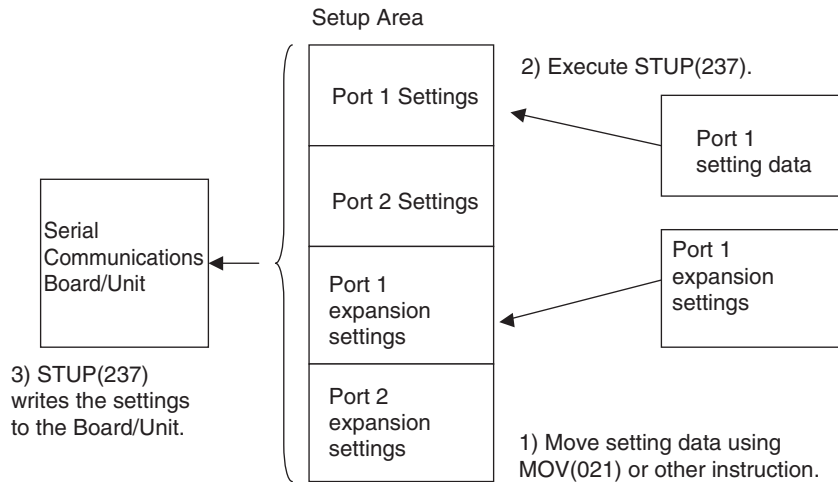 Setup Area
Port 1 Settings
Port 2 Settings
Port 1
expansion
settings
Port 2
expansion
settings
2) Execute STUP(237).
Port 1
setting data
Port 1
expansion
settings
Serial
Communications
Board/Unit
3) STUP(237)
writes the settings
to the Board/Unit.
1) Move setting data using
MOV(021) or other instruction.